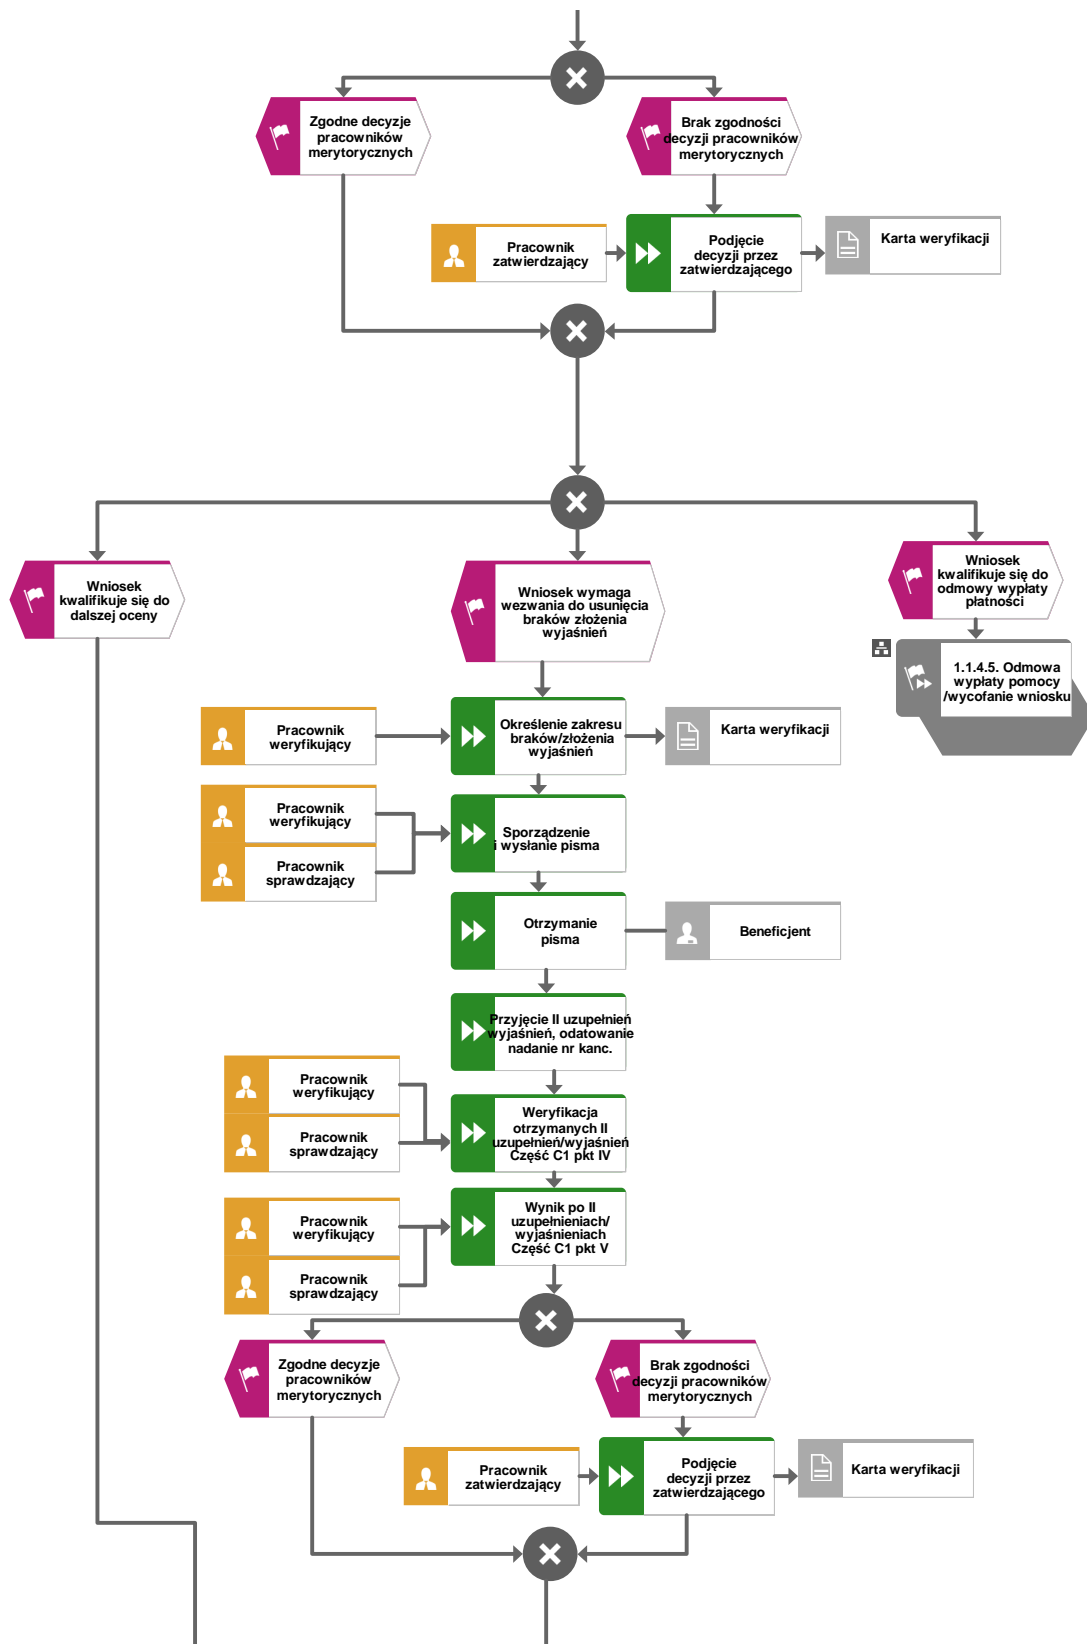 Zgodne decyzje
pracowników
merytorycznych
Brak zgodności
decyzji pracowników
merytorycznych
Pracownik
zatwierdzający
Podjęcie
decyzji przez
zatwierdzającego
Karta weryfikacji
Wniosek
kwalifikuje się do
dalszej oceny
Wniosek wymaga
wezwania do usunięcia
braków złożenia
wyjaśnień
Wniosek
kwalifikuje się do
odmowy wypłaty
płatności
1.1.4.5. Odmowa
wypłaty pomocy
/wycofanie wniosku
Pracownik
weryfikujący
Określenie zakresu
braków/złożenia
wyjaśnień
Karta weryfikacji
Pracownik
weryfikujący
Pracownik
sprawdzający
Sporządzenie
i wysłanie pisma
Otrzymanie
pisma
Beneficjent
Przyjęcie II uzupełnień
wyjaśnień, odatowanie
nadanie nr kanc.
Pracownik
weryfikujący
Pracownik
sprawdzający
Weryfikacja
otrzymanych II
uzupełnień/wyjaśnień
Część C1 pkt IV
Pracownik
weryfikujący
Pracownik
sprawdzający
Wynik po II
uzupełnieniach/
wyjaśnieniach
Część C1 pkt V
Zgodne decyzje
pracowników
merytorycznych
Brak zgodności
decyzji pracowników
merytorycznych
Pracownik
zatwierdzający
Podjęcie
decyzji przez
zatwierdzającego
Karta weryfikacji